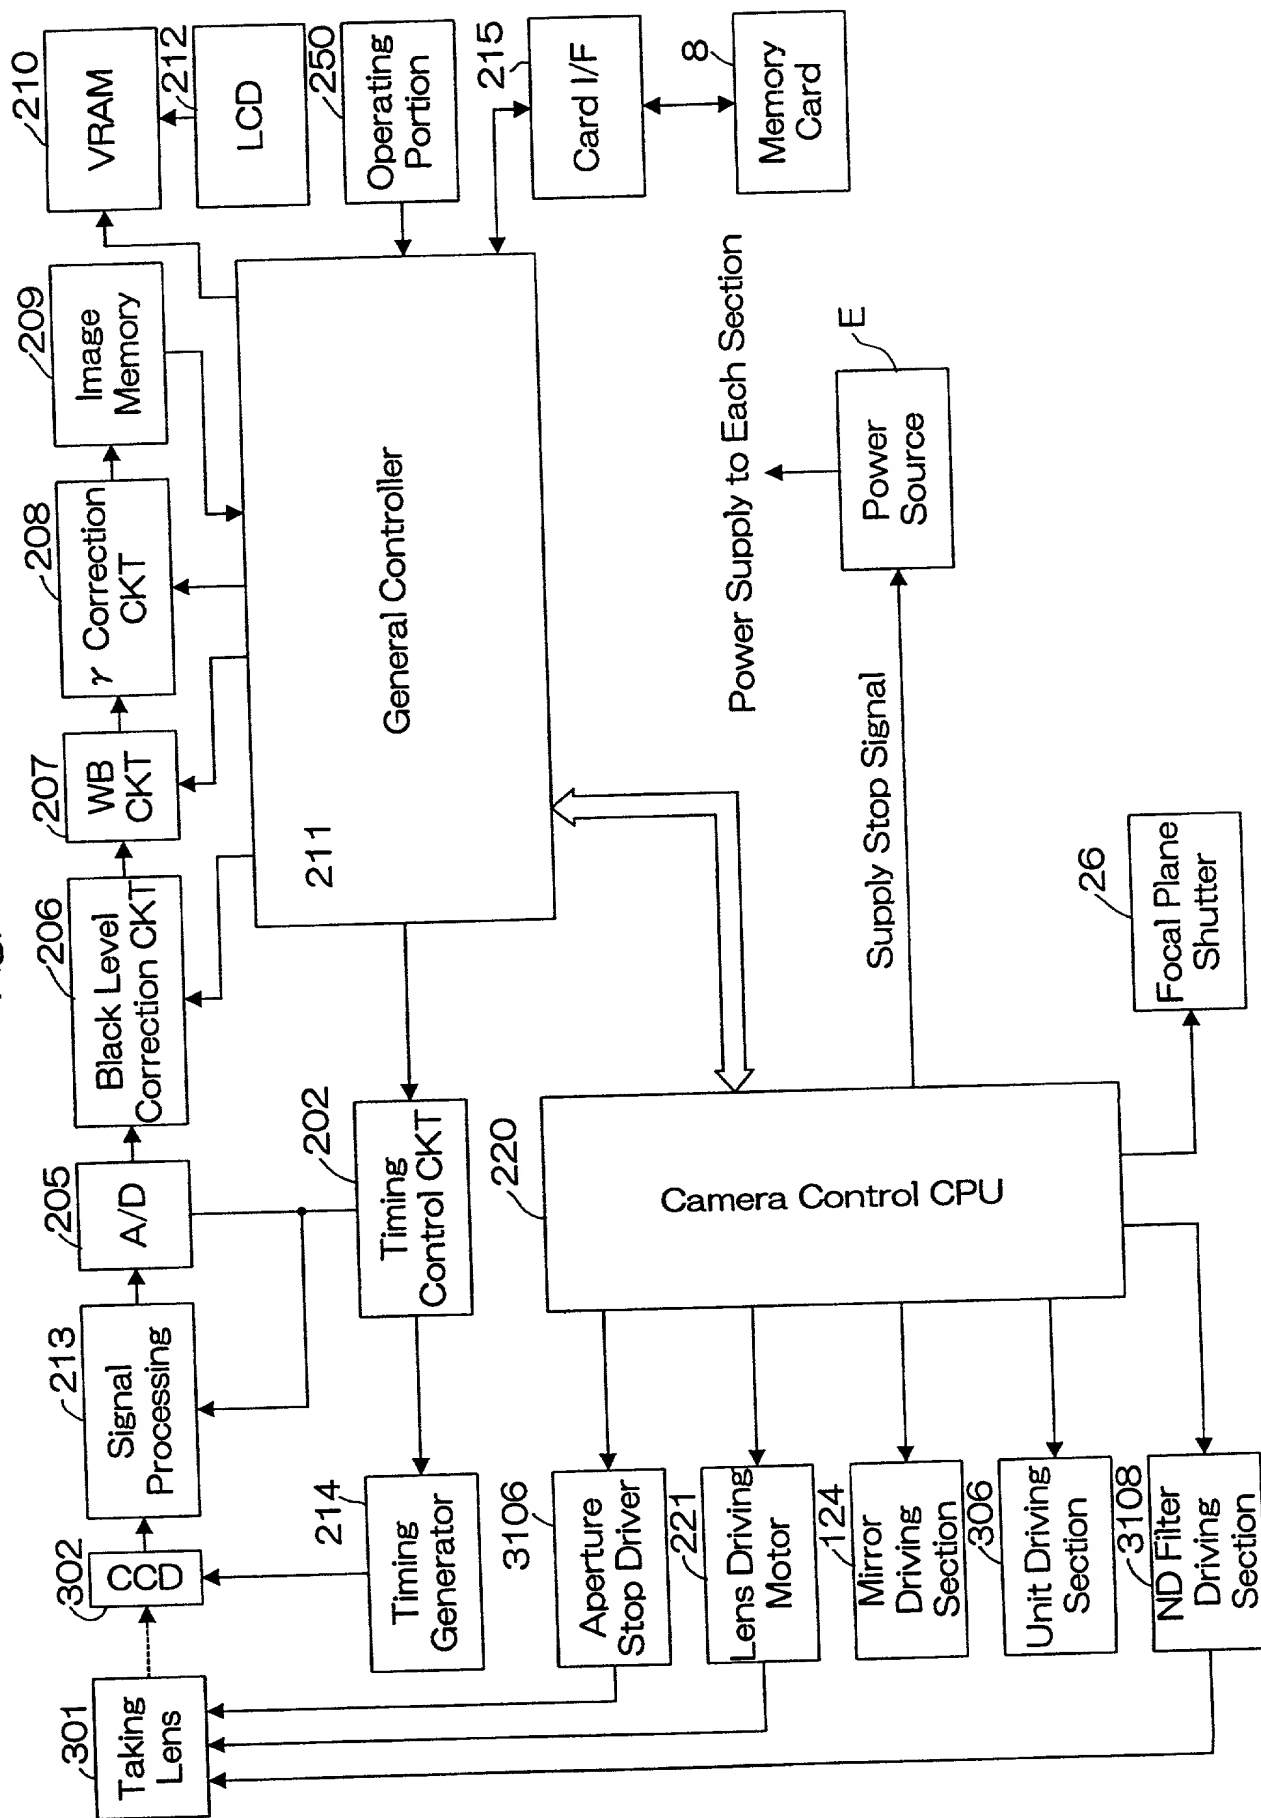 301
Taking
Lens
302
CCD
213
Signal
Processing
205
A/D
206
Black Level
Correction CKT
207
WB
CKT
208
γ Correction
CKT
209
Image
Memory
210
VRAM
212
LCD
250
Operating
Portion
215
Card I/F
8
Memory
Card
214
Timing
Generator
202
Timing
Control CKT
211
General Controller
3106
Aperture
Stop Driver
221
Lens Driving
Motor
124
Mirror
Driving
Section
306
Unit Driving
Section
3108
ND Filter
Driving
Section
220
Camera Control CPU
26
Focal Plane
Shutter
Supply Stop Signal
Power Supply to Each Section
E
Power
Source